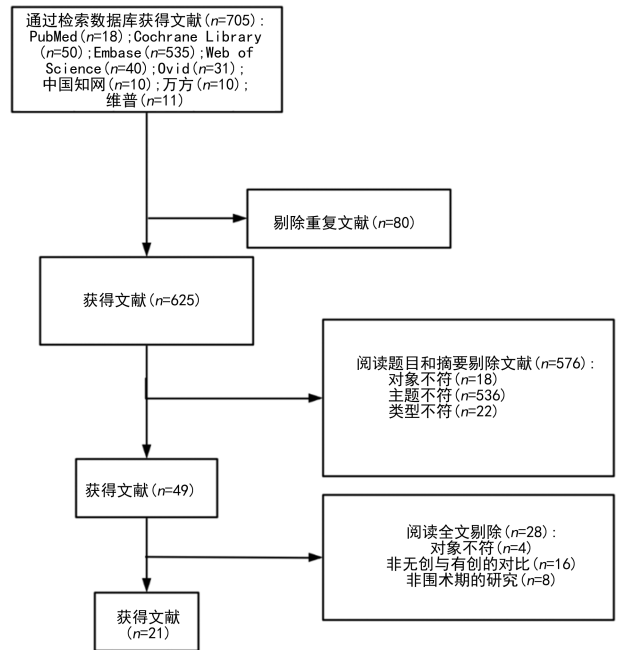 通过检索数据库获得文献(n=705):
PubMed(n=18);Cochrane Library
(n=50);Embase(n=535);Web of
Science(n=40);Ovid(n=31);
中国知网(n=10);万方(n=10);
维普(n=11)
剔除重复文献(n=80)
获得文献(n=625)
阅读题目和摘要剔除文献(n=576):
对象不符(n=18)
主题不符(n=536)
类型不符(n=22)
获得文献(n=49)
阅读全文剔除(n=28):
对象不符(n=4)
非无创与有创的对比(n=16)
非围术期的研究(n=8)
获得文献
(n=21)